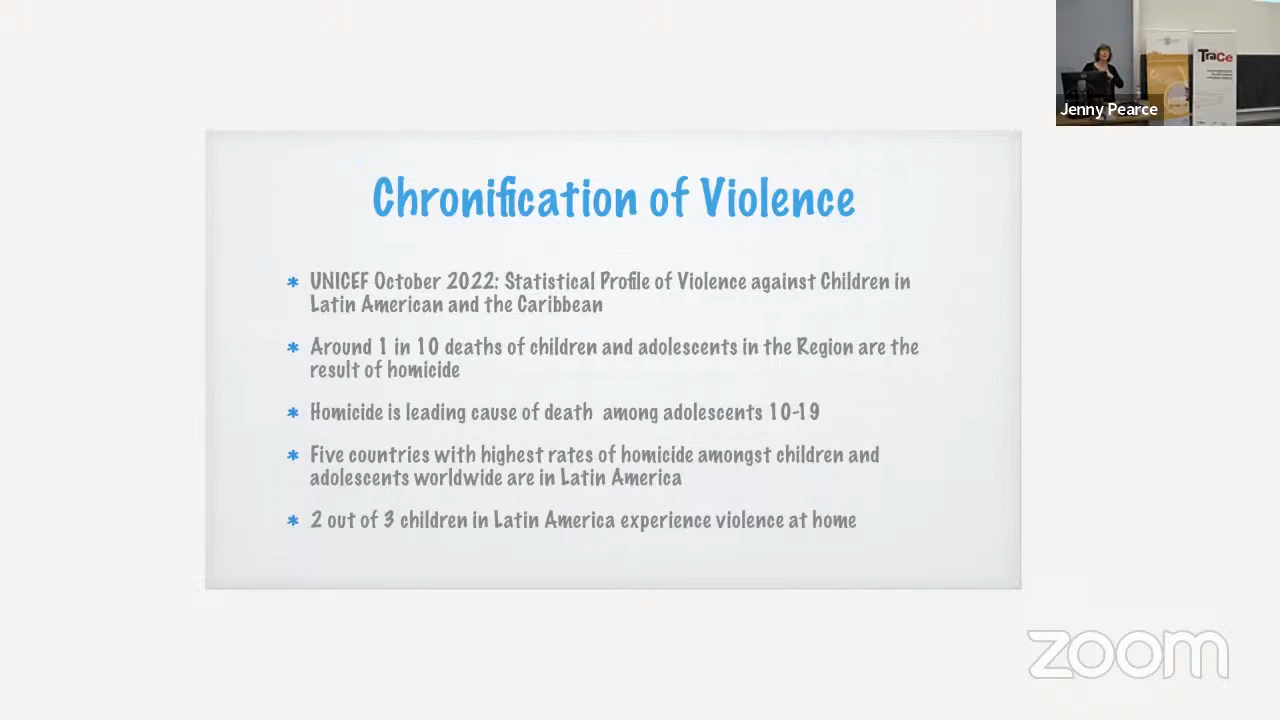 TraCe
Jenny Pearce
Chronification of Violence
* UNICEF October 2022: Statistical Profile of Violence against Children in
Latin American and the Caribbean
* Around 1 in 10 deaths of children and adolescents in the Region are the
result of homicide
* Homicide is leading cause of death among adolescents 10-19
* Five countries with highest rates of homicide amongst children and
adolescents worldwide are in Latin America
* 2 out of 3 children in Latin America experience violence at home
zoom